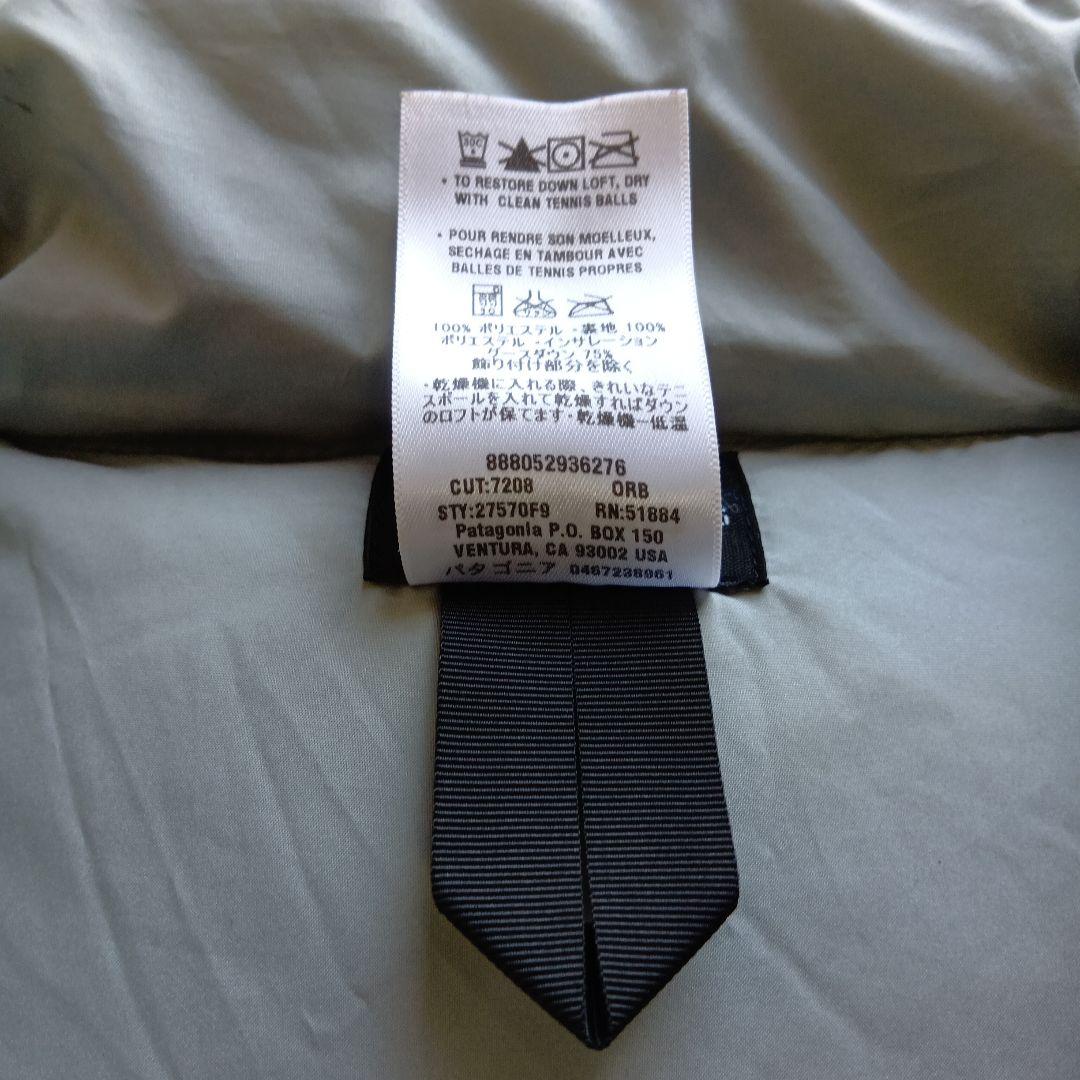 30C
• TO RESTORE DOWN LOFT, DRY
WITH CLEAN TENNIS BALLS
• POUR RENDRE SON MOELLEUX,
SECHAGE EN TAMBOUR AVEC
BALLES DE TENNIS PROPRES
100% ポリエステル・裏地 100%
ポリエステル・インサレーション
グースダウン 75%
飾り付け部分を除く
・乾燥機に入れる際、きれいなテニ
スボールを入れて乾燥すればダウン
のロフトが保てます・乾燥機ー低温
888052936276
CUT:7208 ORB
STY:27570F9 RN:51884
Patagonia P.O. BOX 150
VENTURA, CA 93002 USA
パタゴニア 0467238961